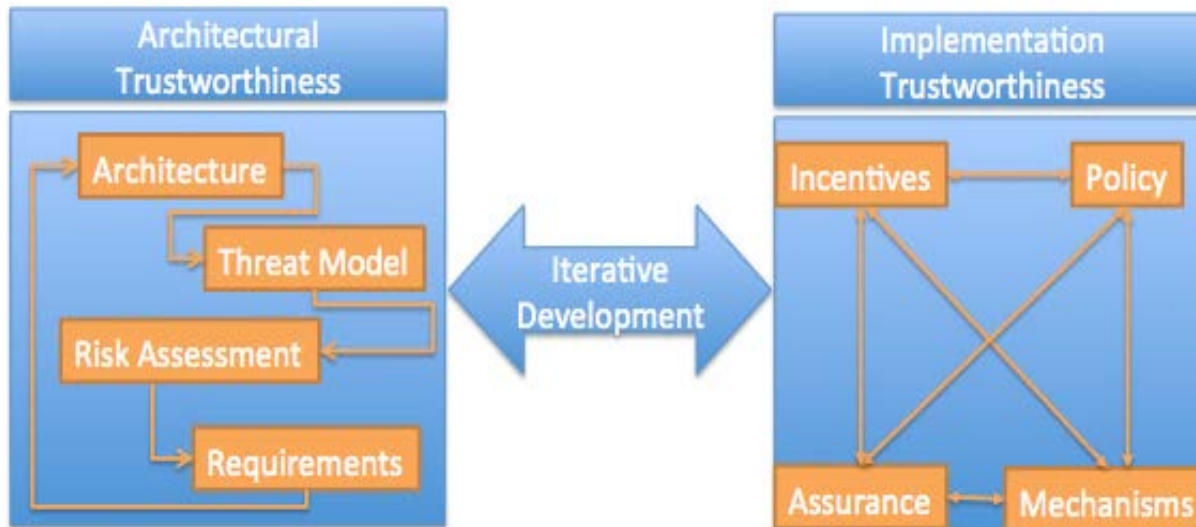 Architectural
Trustworthiness
Architecture
Threat Model
Risk Assessment
Requirements
Iterative
Development
Implementation
Trustworthiness
Incentives
Policy
Assurance
Mechanisms